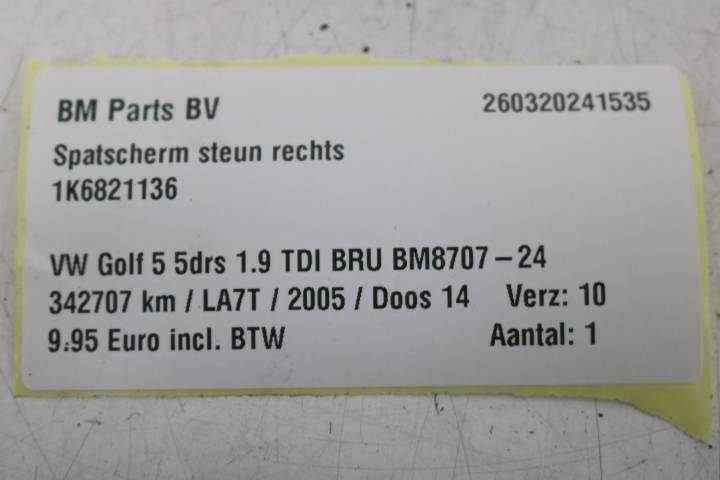 BM Parts BV 260320241535
Spatscherm steun rechts
1K6821136
VW Golf 5 5drs 1.9 TDI BRU BM8707-24
342707 km / LA7T / 2005 / Doos 14 Verz: 10
9.95 Euro incl. BTW Aantal: 1